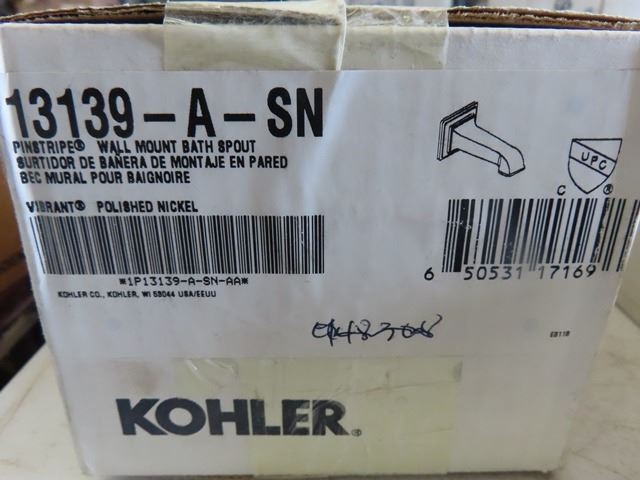 13139-A-SN
PINSTRIPE® WALL MOUNT BATH SPOUT
SURTIDOR DE BAÑERA DE MONTAJE EN PARED
BEC MURAL POUR BAIGNOIRE
VIBRANT® POLISHED NICKEL
*1P13139-A-SN-AA*
KOHLER CO., KOHLER, WI 53044 USA/EEUU
UPC
C ®
6 50531 17169
EB11B
KOHLER®